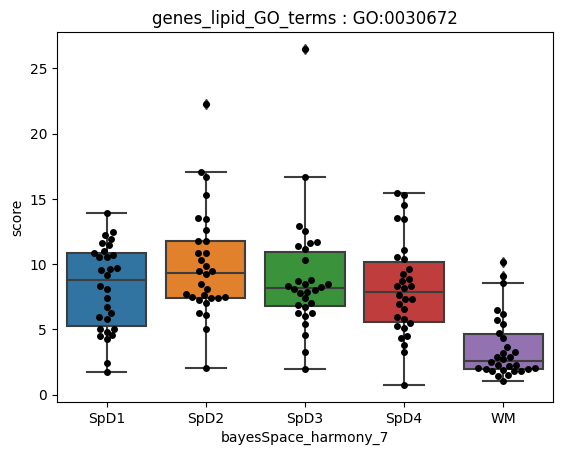 genes_lipid_GO_terms : GO:0030672
25
20
15
10
5
0
score
SpD1 SpD2 SpD3 SpD4 WM
bayesSpace_harmony_7